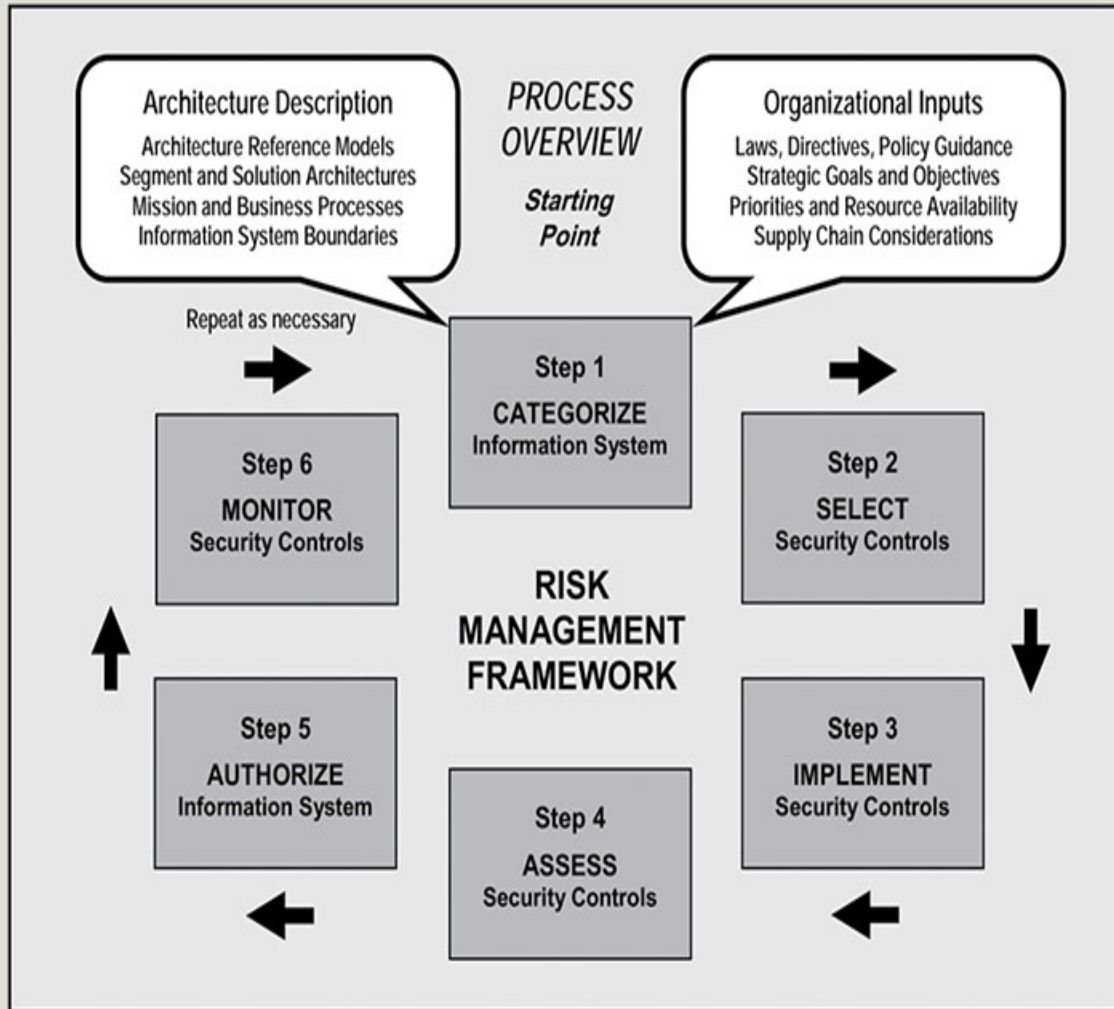 Architecture Description
Architecture Reference Models
Segment and Solution Architectures
Mission and Business Processes
Information System Boundaries
PROCESS
OVERVIEW
Starting
Point
Organizational Inputs
Laws, Directives, Policy Guidance
Strategic Goals and Objectives
Priorities and Resource Availability
Supply Chain Considerations
Repeat as necessary
Step 1
CATEGORIZE
Information System
Step 2
SELECT
Security Controls
Step 3
IMPLEMENT
Security Controls
Step 4
ASSESS
Security Controls
Step 5
AUTHORIZE
Information System
Step 6
MONITOR
Security Controls
RISK
MANAGEMENT
FRAMEWORK